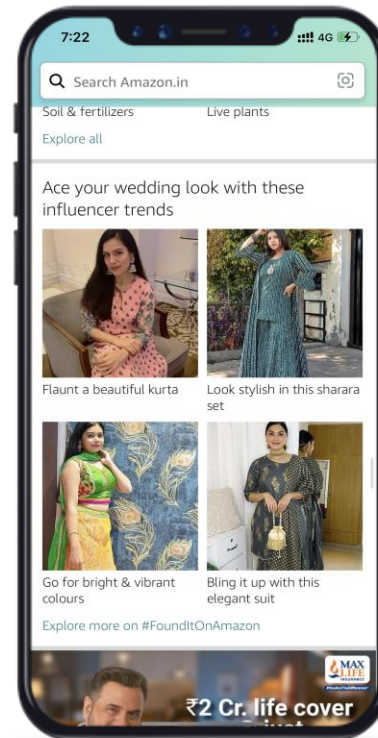 7:22
4G
Search Amazon.in
Soil & fertilizers
Live plants
Explore all
Ace your wedding look with these
influencer trends
Flaunt a beautiful kurta
Look stylish in this sharara
set
Go for bright & vibrant
colours
Bling it up with this
elegant suit
Explore more on #FoundItOnAmazon
MAX
LIFE
INSURANCE
₹2 Cr. life cover